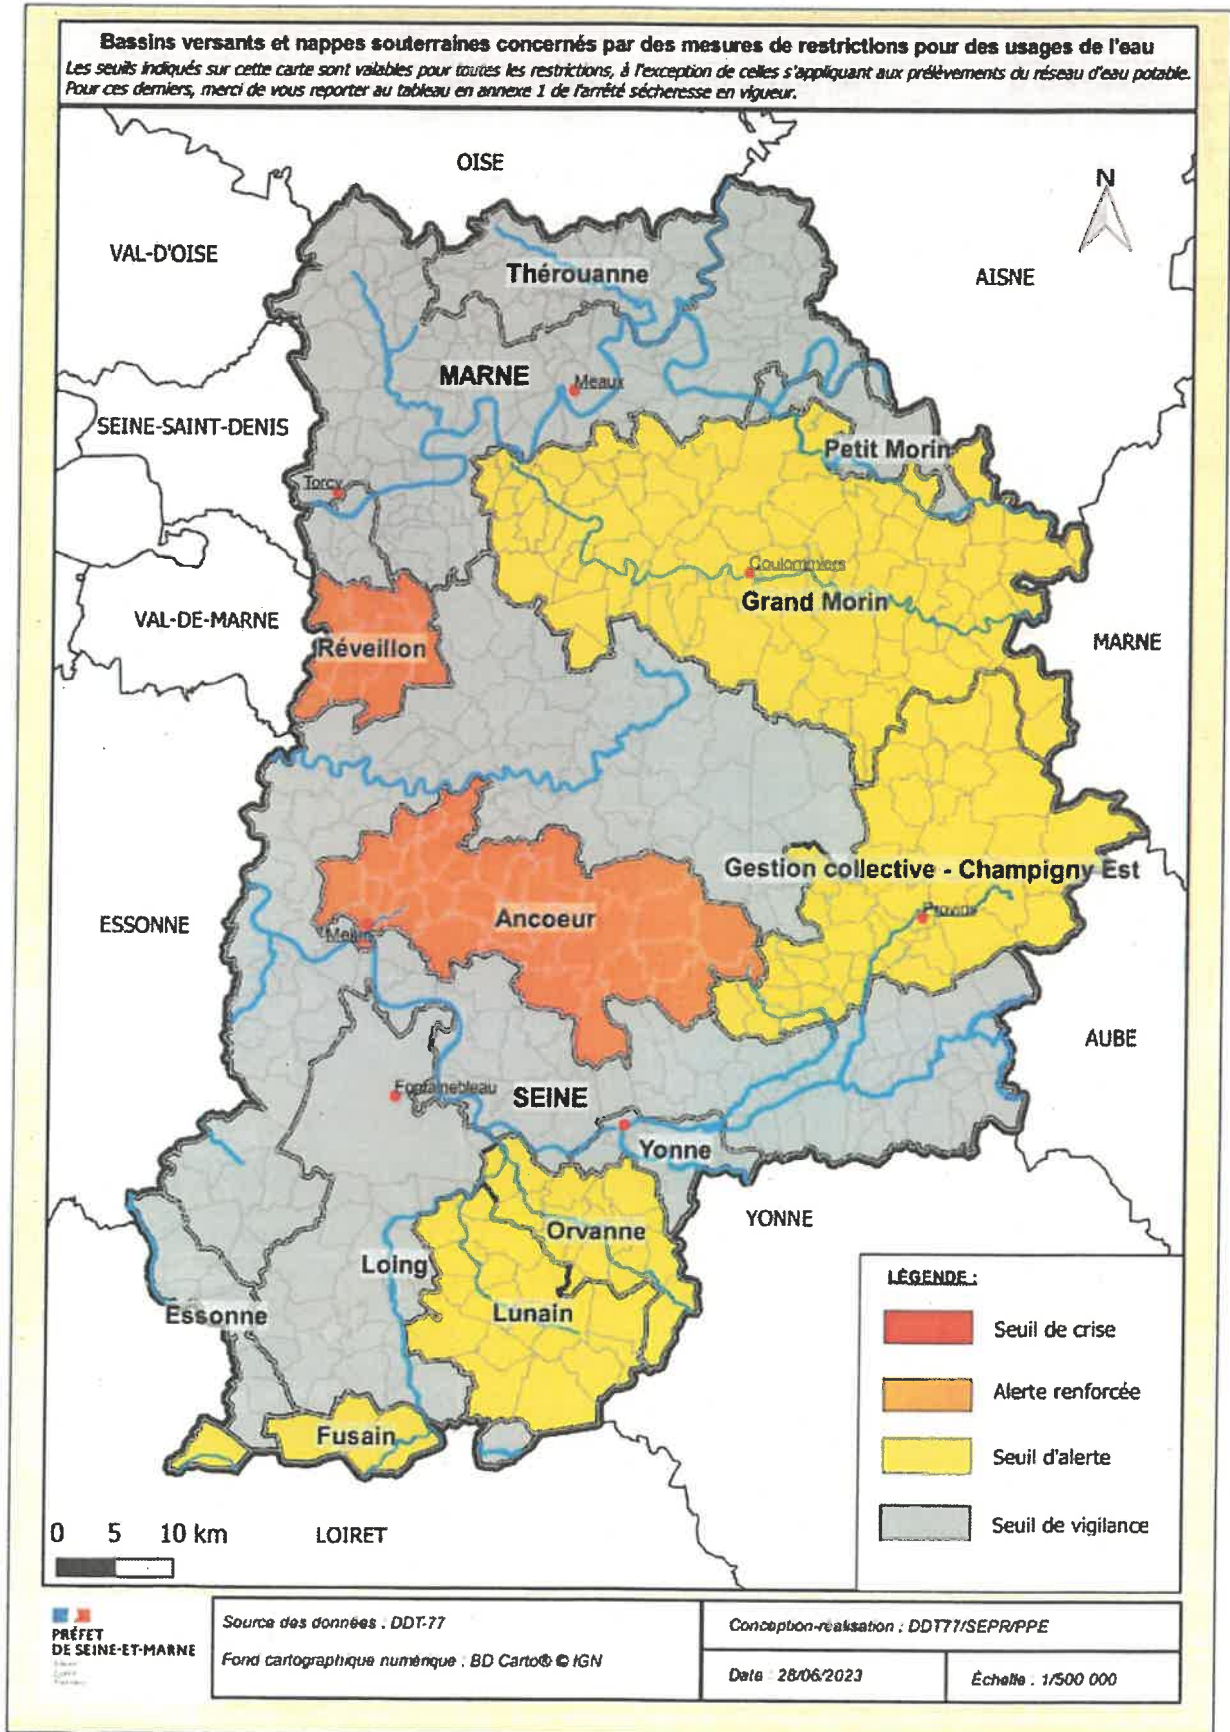 Bassins versants et nappes souterraines concernés par des mesures de restrictions pour des usages de l'eau
Les seuils indiqués sur cette carte sont valables pour toutes les restrictions, à l'exception de celles s'appliquant aux prélèvements du réseau d'eau potable.
Pour ces derniers, merci de vous reporter au tableau en annexe 1 de l'arrêté sécheresse en vigueur.
OISE
N
VAL-D'OISE
Thérouanne
AISNE
MARNE
Meaux
SEINE-SAINT-DENIS
Petit Morin
Torcy
Coulommiers
Grand Morin
VAL-DE-MARNE
Réveillon
MARNE
Gestion collective - Champigny Est
Provins
Ancoeur
ESSONNE
Melun
AUBE
Fontainebleau
SEINE
Yonne
YONNE
Orvanne
Loing
Lunain
Essonne
Fusain
LÉGENDE :
Seuil de crise
Alerte renforcée
Seuil d'alerte
Seuil de vigilance
0 5 10 km
LOIRET
PRÉFET
DE SEINE-ET-MARNE
Source des données : DDT-77
Fond cartographique numérique : BD Carto® © IGN
Conception-réalisation : DDT77/SEPR/PPE
Date : 28/06/2023
Échelle : 1/500 000